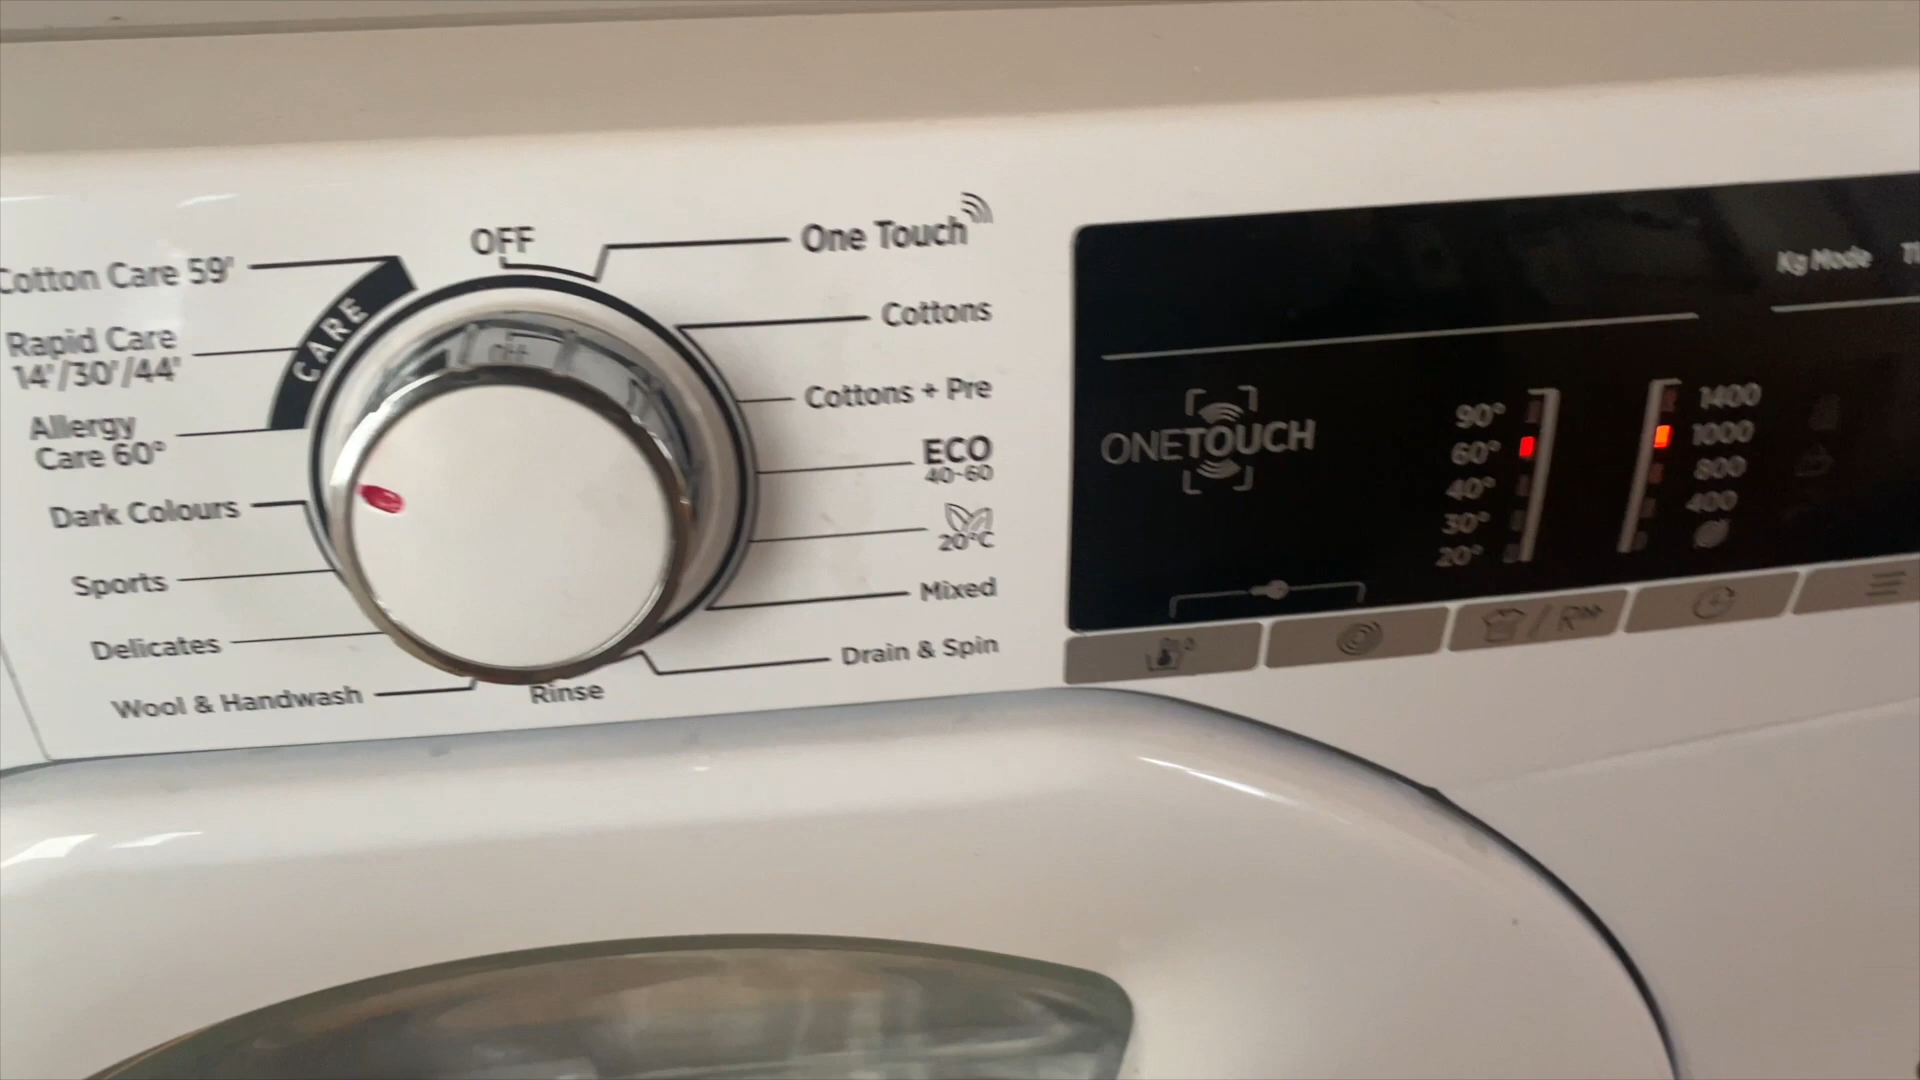 OFF
One Touch
Cotton Care 59'
Rapid Care
14'/30'/44'
CARE
Allergy
Care 60°
Dark Colours
Sports
Delicates
Wool & Handwash
Rinse
Cottons
Cottons + Pre
ECO
40-60
20°C
Mixed
Drain & Spin
Kg Mode
ONETOUCH
90°
60°
40°
30°
20°
1400
1000
800
400